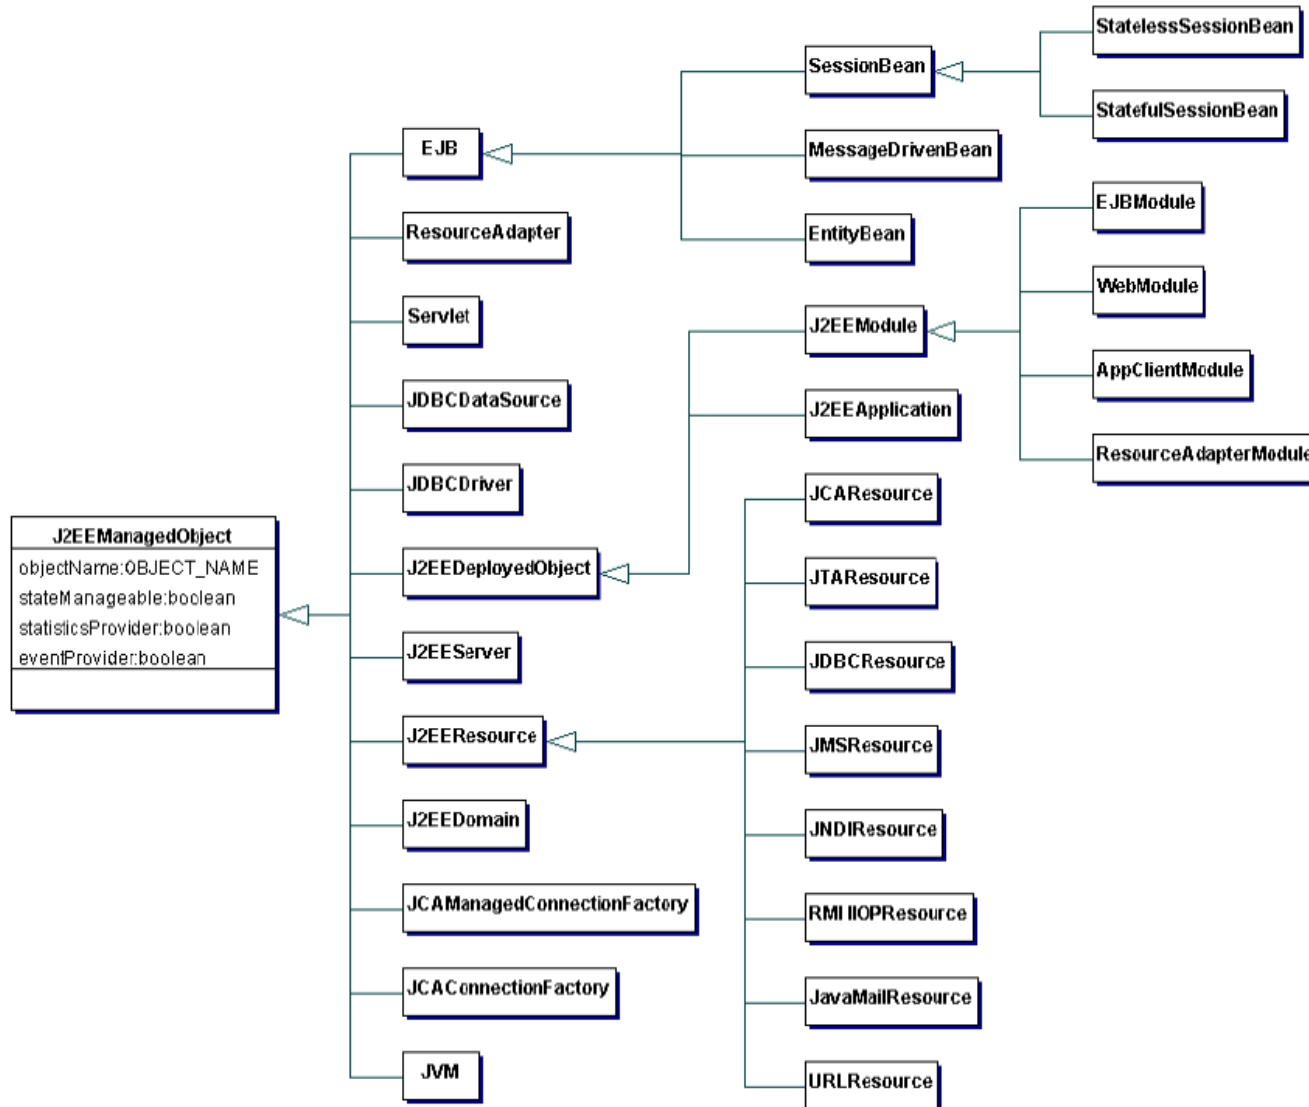 StatelessSessionBean
SessionBean
StatefulSessionBean
EJB
MessageDrivenBean
EJBModule
ResourceAdapter
EntityBean
WebModule
Servlet
J2EEModule
AppClientModule
JDBCDataSource
J2EEApplication
ResourceAdapterModule
JDBCDriver
JCAResource
J2EEManagedObject
objectName:OBJECT_NAME
stateManageable:boolean
statisticsProvider:boolean
eventProvider:boolean
J2EEDeployedObject
JTAResource
J2EEServer
JDBCResource
J2EEResource
JMSResource
J2EEDomain
JNDIResource
JCAManagedConnectionFactory
RMI IIOPResource
JCAConnectionFactory
JavaMailResource
JVM
URLResource